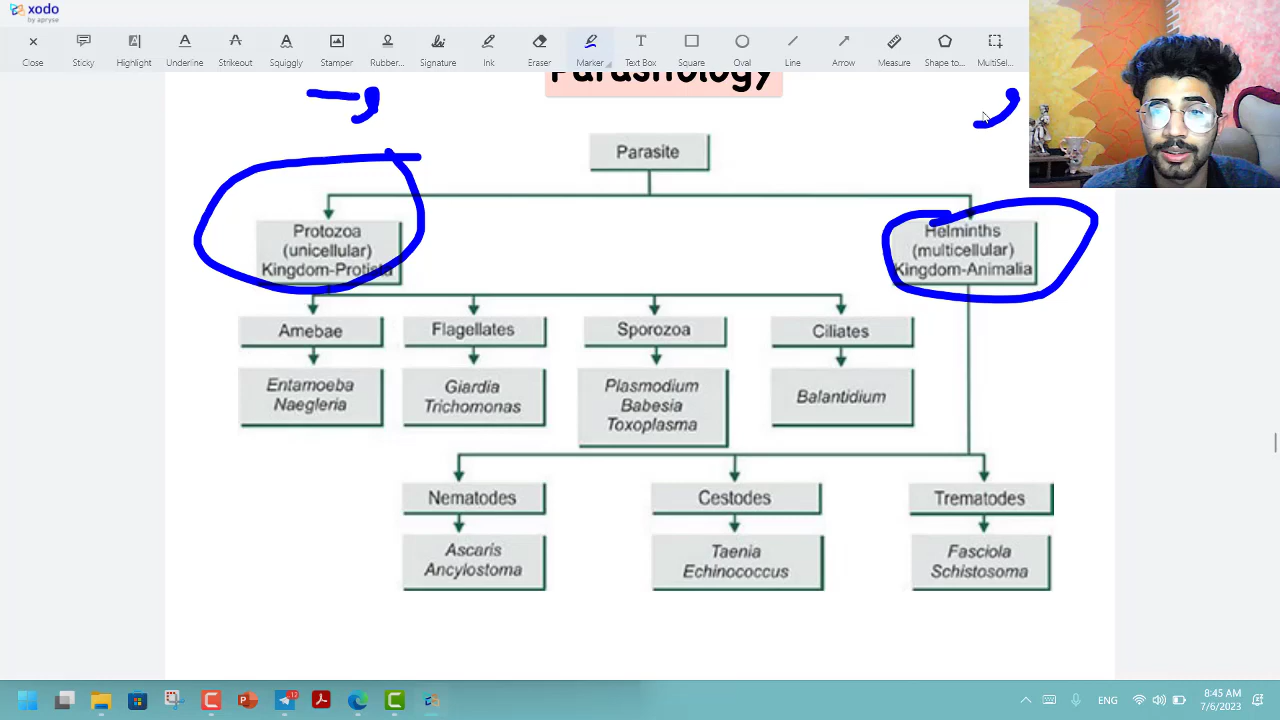 xodo
by apryse
Close
Sticky
Highlight
Underline
Strikeout
Squiggly
Stamper
Rubber...
Signature
Eraser
Marker
Text Box
Square
Oval
Line
Arrow
Measure
Shape to...
MultiSel...
Parasitology
Parasite
Protozoa
(unicellular)
Kingdom-Protista
Helminths
(multicellular)
Kingdom-Animalia
Amebae
Flagellates
Sporozoa
Ciliates
Entamoeba
Naegleria
Giardia
Trichomonas
Plasmodium
Babesia
Toxoplasma
Balantidium
Nematodes
Cestodes
Trematodes
Ascaris
Ancylostoma
Taenia
Echinococcus
Fasciola
Schistosoma
ENG
8:45 AM
7/6/2023